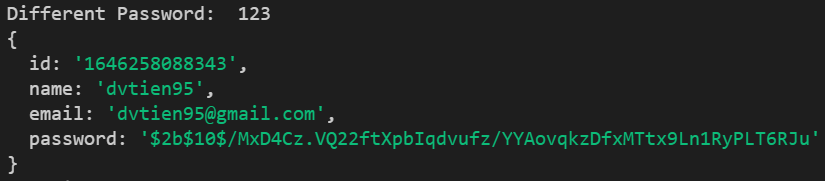 Different Password:  123
{
  id: '1646258088343',
  name: 'dvtien95',
  email: 'dvtien95@gmail.com',
  password: '$2b$10$/MxD4Cz.VQ22ftXpbIqdvufz/YYAovqkzDfxMTtx9Ln1RyPLT6RJu'
}